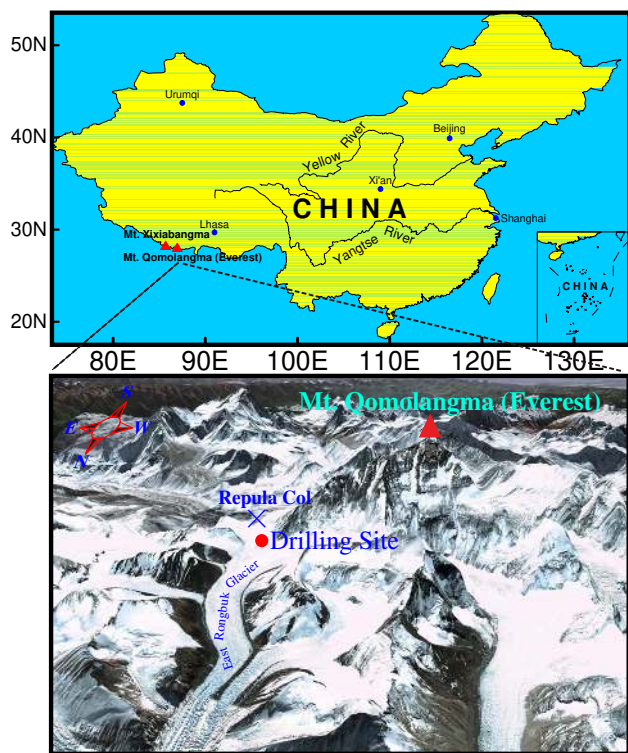 50N
40N
30N
20N
Urumqi
Beijing
Yellow River
Xi'an
CHINA
Lhasa
Shanghai
Mt. Xixiabangma
Mt. Qomolangma (Everest)
Yangtse River
CHINA
80E 90E 100E 110E 120E 130E
S
E W
N
Mt. Qomolangma (Everest)
Repula Col
Drilling Site
East Rongbuk Glacier